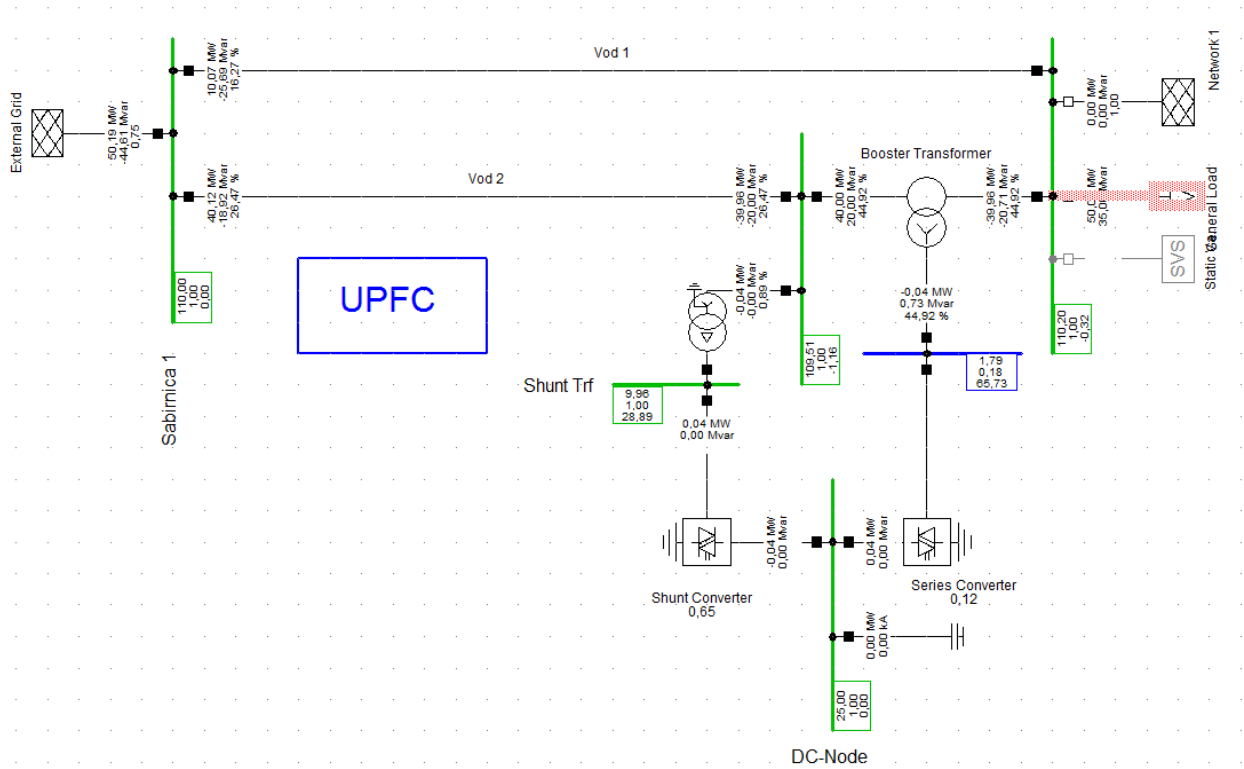 Vod 1
10,07 MW
-25,69 Mvar
16,27 %
External Grid
50,19 MW
-44,61 Mvar
0,75
Network 1
0,00 MW
0,00 Mvar
1,00
Vod 2
40,12 MW
-18,92 Mvar
26,47 %
-39,96 MW
-20,00 Mvar
26,47 %
Booster Transformer
40,00 MW
20,00 Mvar
44,92 %
-39,96 MW
-20,71 Mvar
44,92 %
General Load
Static
SVS
UPFC
110,00
1,00
0,00
Sabirnica 1
-0,04 MW
-0,00 Mvar
0,89 %
-0,04 MW
0,73 Mvar
44,92 %
109,51
1,00
-1,16
110,20
1,00
-0,32
1,79
0,18
65,73
Shunt Trf
9,96
1,00
28,89
0,04 MW
0,00 Mvar
-0,04 MW
0,00 Mvar
0,04 MW
0,00 Mvar
Shunt Converter
0,65
Series Converter
0,12
0,00 MW
0,00 kA
25,00
1,00
0,00
DC-Node